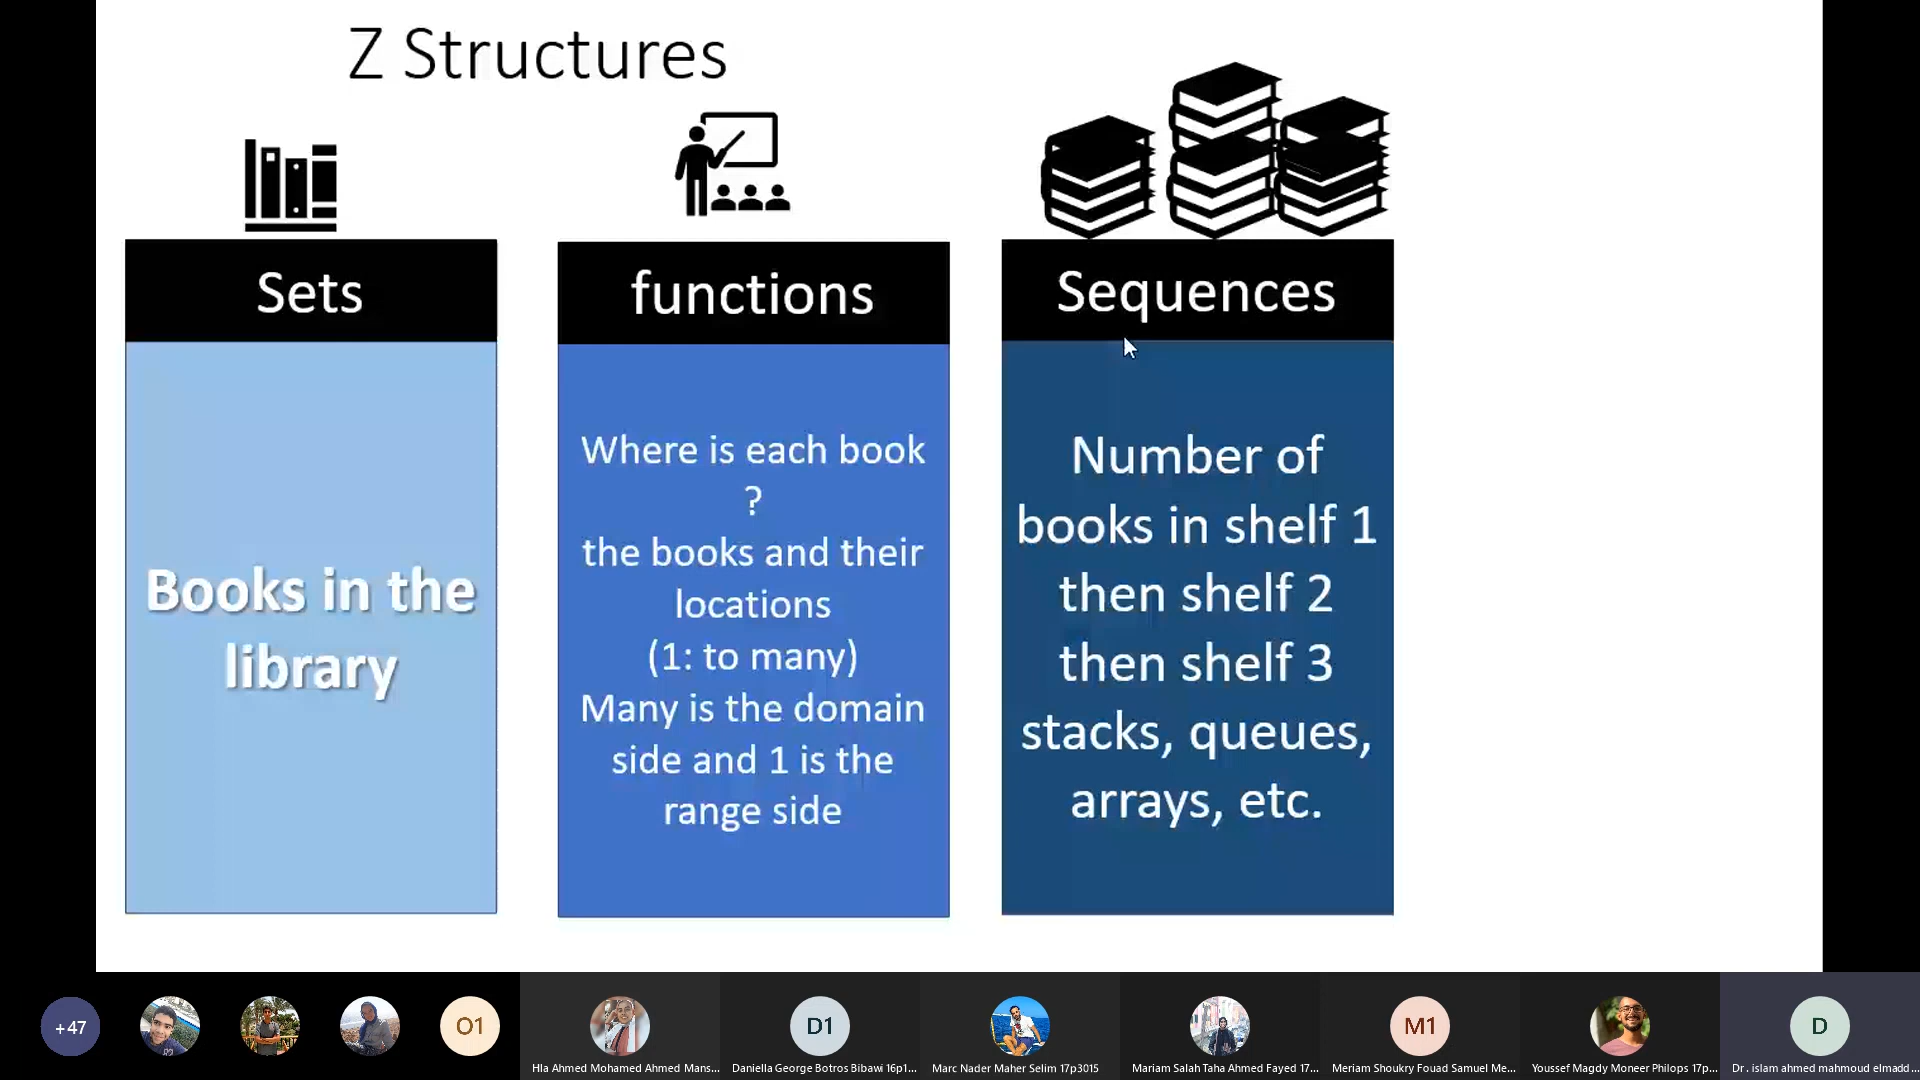 Z Structures
Sets
Books in the
library
functions
Where is each book
?
the books and their
locations
(1: to many)
Many is the domain
side and 1 is the
range side
Sequences
Number of
books in shelf 1
then shelf 2
then shelf 3
stacks, queues,
arrays, etc.
+47
O1
D1
M1
D
Hla Ahmed Mohamed Ahmed Mans...
Daniella George Botros Bibawi 16p1...
Marc Nader Maher Selim 17p3015
Mariam Salah Taha Ahmed Fayed 17...
Meriam Shoukry Fouad Samuel Me...
Youssef Magdy Moneer Philops 17p...
Dr. islam ahmed mahmoud elmadd...